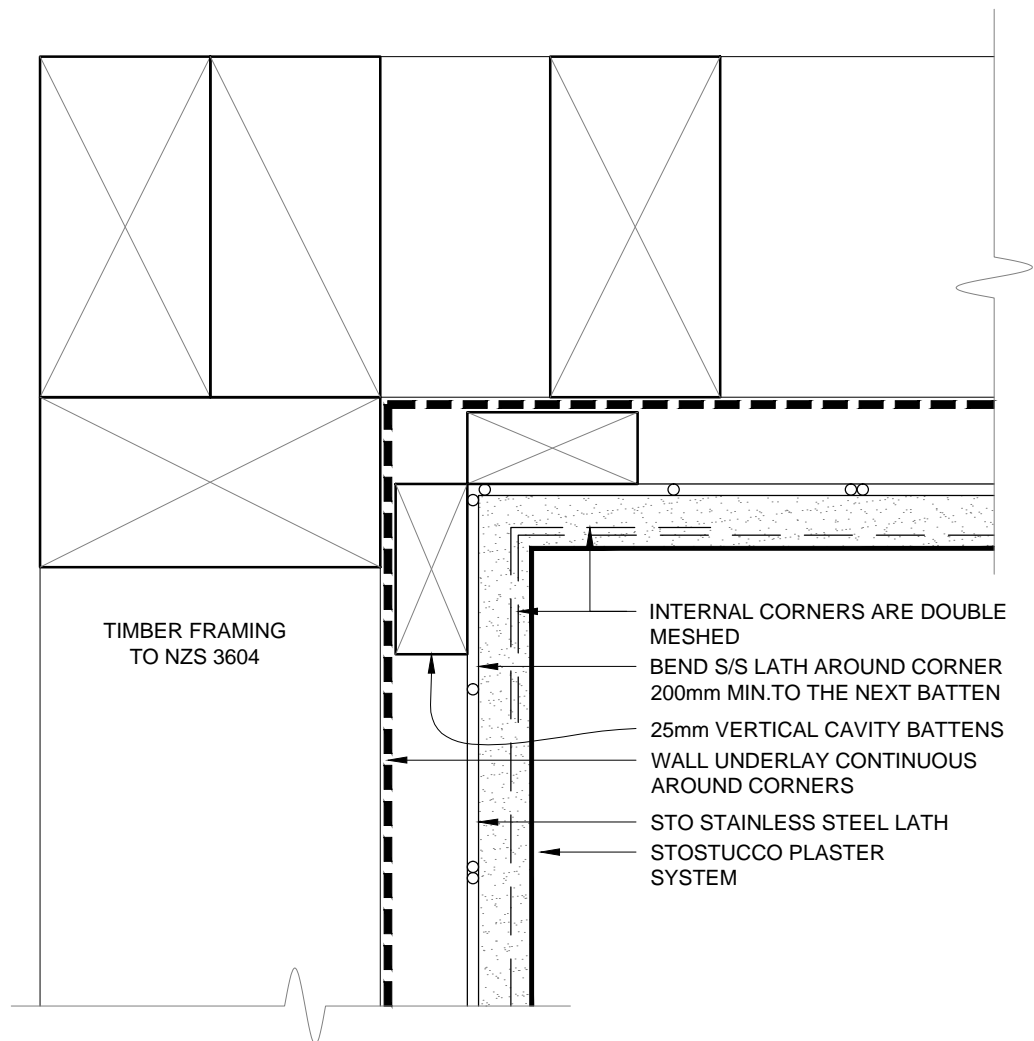 TIMBER FRAMING
TO NZS 3604
INTERNAL CORNERS ARE DOUBLE
MESHED
BEND S/S LATH AROUND CORNER
200mm MIN.TO THE NEXT BATTEN
25mm VERTICAL CAVITY BATTENS
WALL UNDERLAY CONTINUOUS
AROUND CORNERS
STO STAINLESS STEEL LATH
STOSTUCCO PLASTER
SYSTEM